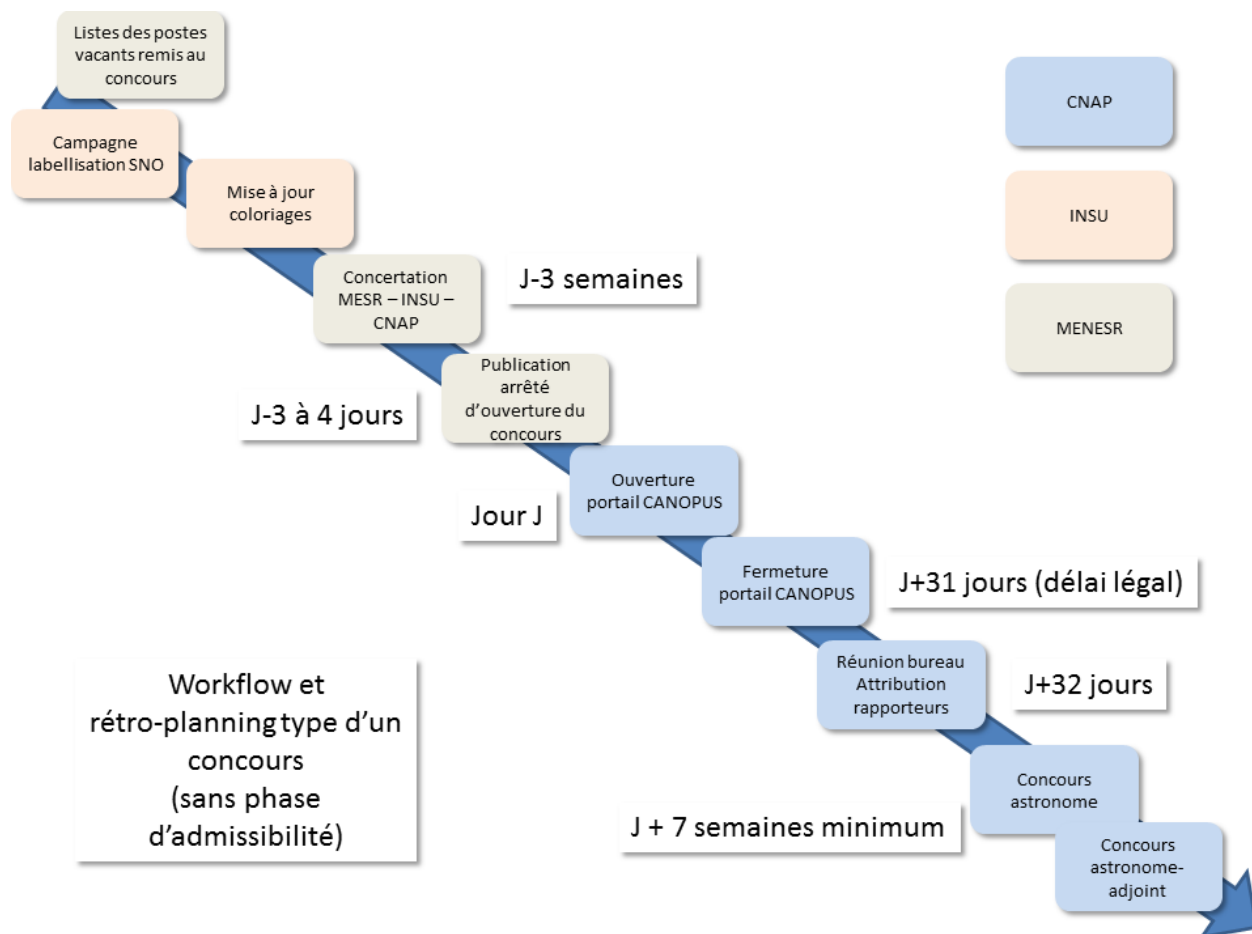 Listes des postes
vacants remis au
concours
Campagne
labellisation SNO
Mise à jour
coloriages
Concertation
MESR – INSU –
CNAP
J-3 semaines
Publication
arrêté
d’ouverture du
concours
J-3 à 4 jours
Ouverture
portail CANOPUS
Jour J
Fermeture
portail CANOPUS
J+31 jours (délai légal)
Réunion bureau
Attribution
rapporteurs
J+32 jours
Concours
astronome
J + 7 semaines minimum
Concours
astronome-
adjoint
CNAP
INSU
MENESR
Workflow et
rétro-planning type d’un
concours
(sans phase
d’admissibilité)